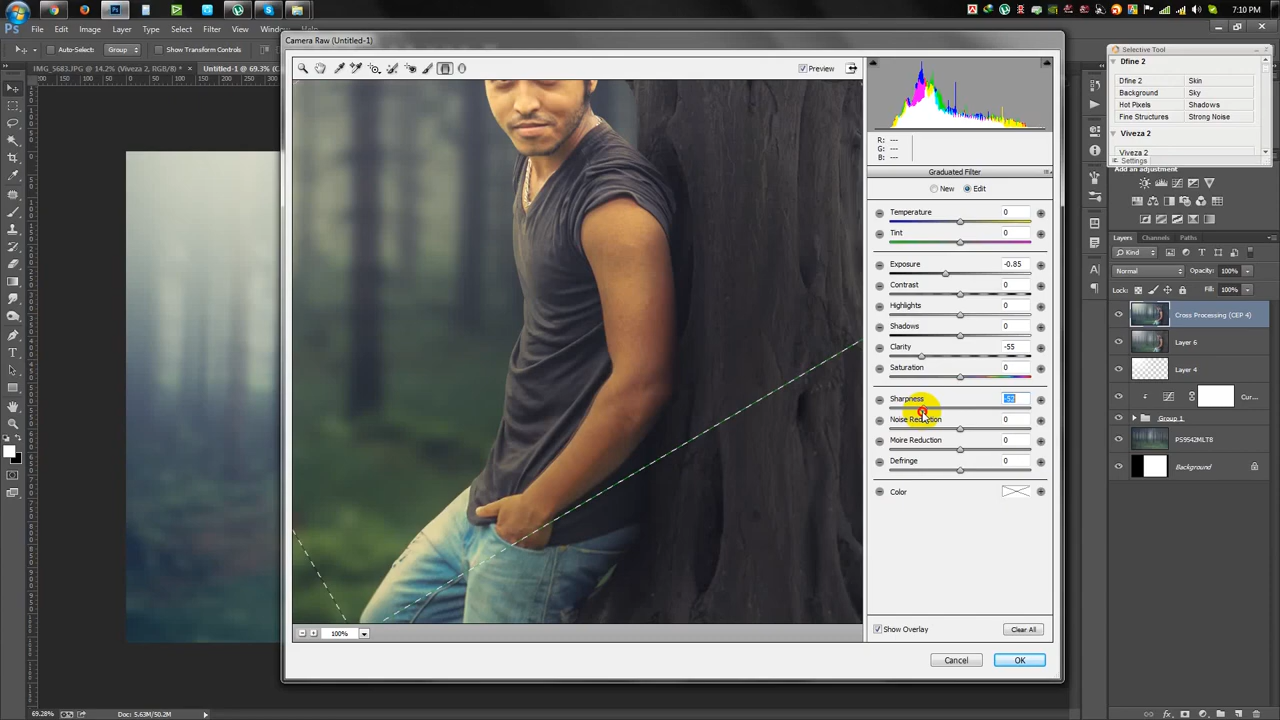 7:10 PM
PS File Edit Image Layer Type Select Filter
Auto-Select: Group Show Transform Controls
IMG_5683.JPG @ 14.2% (Viveza 2, RGB/8) * × Untitled-1 @ 69.3% (C
Camera Raw (Untitled-1)
Preview
R: ---
G: ---
B: ---
Graduated Filter
New Edit
Temperature 0
Tint 0
Exposure -0.85
Contrast 0
Highlights 0
Shadows 0
Clarity -55
Saturation 0
Sharpness -52
Noise Reduction 0
Moire Reduction 0
Defringe 0
Color
Show Overlay Clear All
100%
Cancel OK
Selective Tool
Dfine 2
Dfine 2 Skin
Background Sky
Hot Pixels Shadows
Fine Structures Strong Noise
Viveza 2
Viveza 2
Settings
Add an adjustment
Layers Channels Paths
Kind
Normal Opacity: 100%
Lock: Fill: 100%
Cross Processing (CEP 4)
Layer 6
Layer 4
Cur...
Group 1
PS9542MLT8
Background
69.28% Doc: 5.63M/50.2M